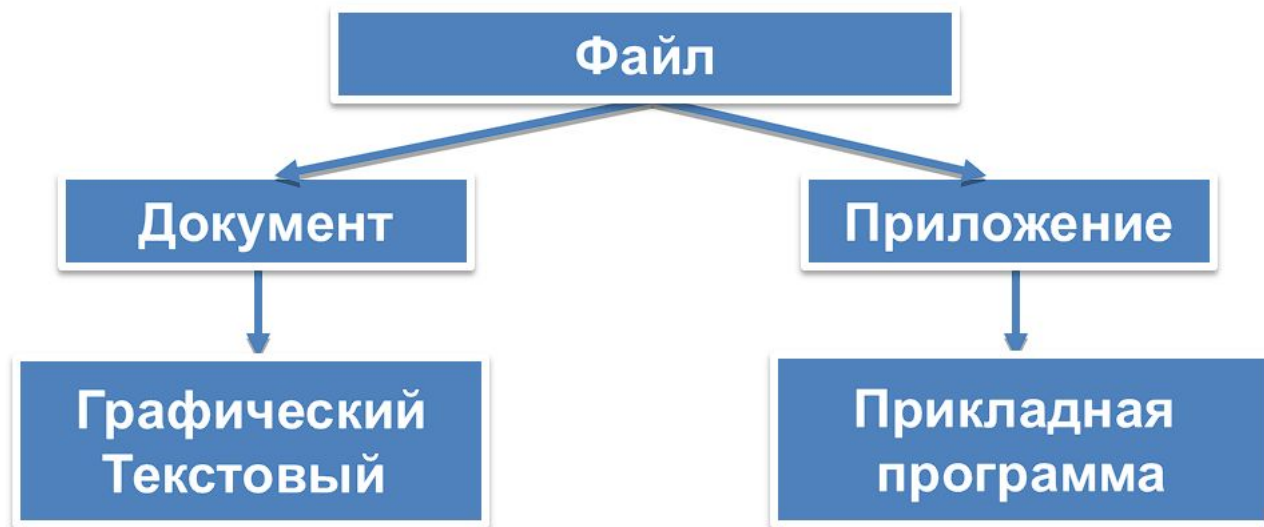 Файл
Документ
Приложение
Графический
Текстовый
Прикладная
программа